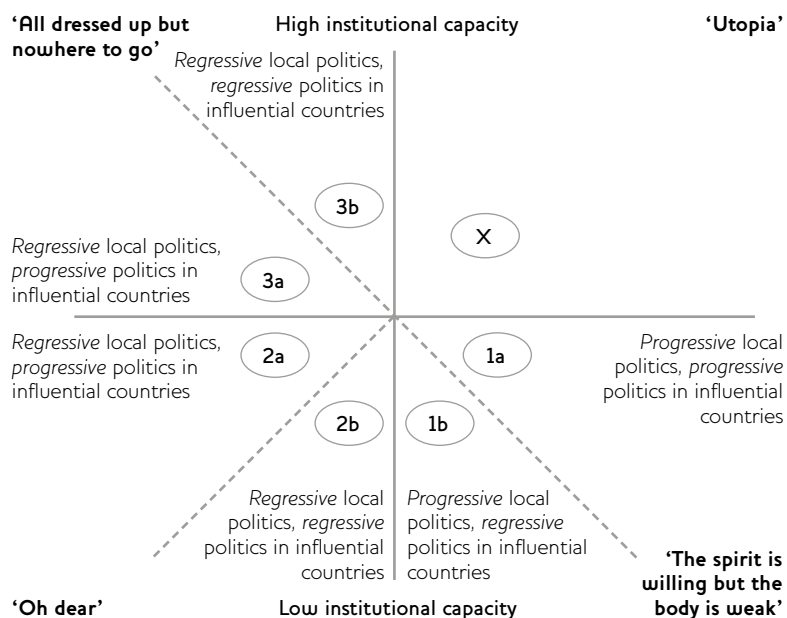 ‘All dressed up but
nowhere to go’
High institutional capacity
‘Utopia’
Regressive local politics,
regressive politics in
influential countries
3b
X
Regressive local politics,
progressive politics in
influential countries
3a
Regressive local politics,
progressive politics in
influential countries
2a
1a
Progressive local
politics, progressive
politics in influential
countries
2b
1b
Regressive local
politics, regressive
politics in influential
countries
Progressive local
politics, regressive
politics in influential
countries
‘The spirit is
willing but the
body is weak’
‘Oh dear’
Low institutional capacity